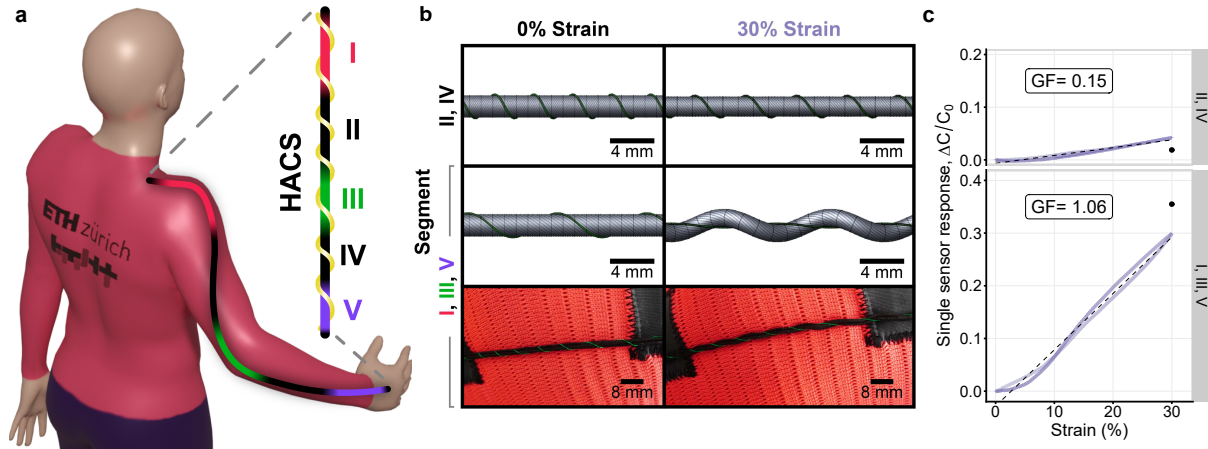 a
HACS
I
II
III
IV
V
ETH zürich
b
0% Strain
30% Strain
Segment
II, IV
4 mm
4 mm
I, III, V
4 mm
4 mm
8 mm
8 mm
c
Single sensor response, ΔC/C₀
0.2
0.1
0.0
GF= 0.15
II, IV
0.4
0.3
0.2
0.1
0.0
GF= 1.06
I, III, V
0
10
20
30
Strain (%)